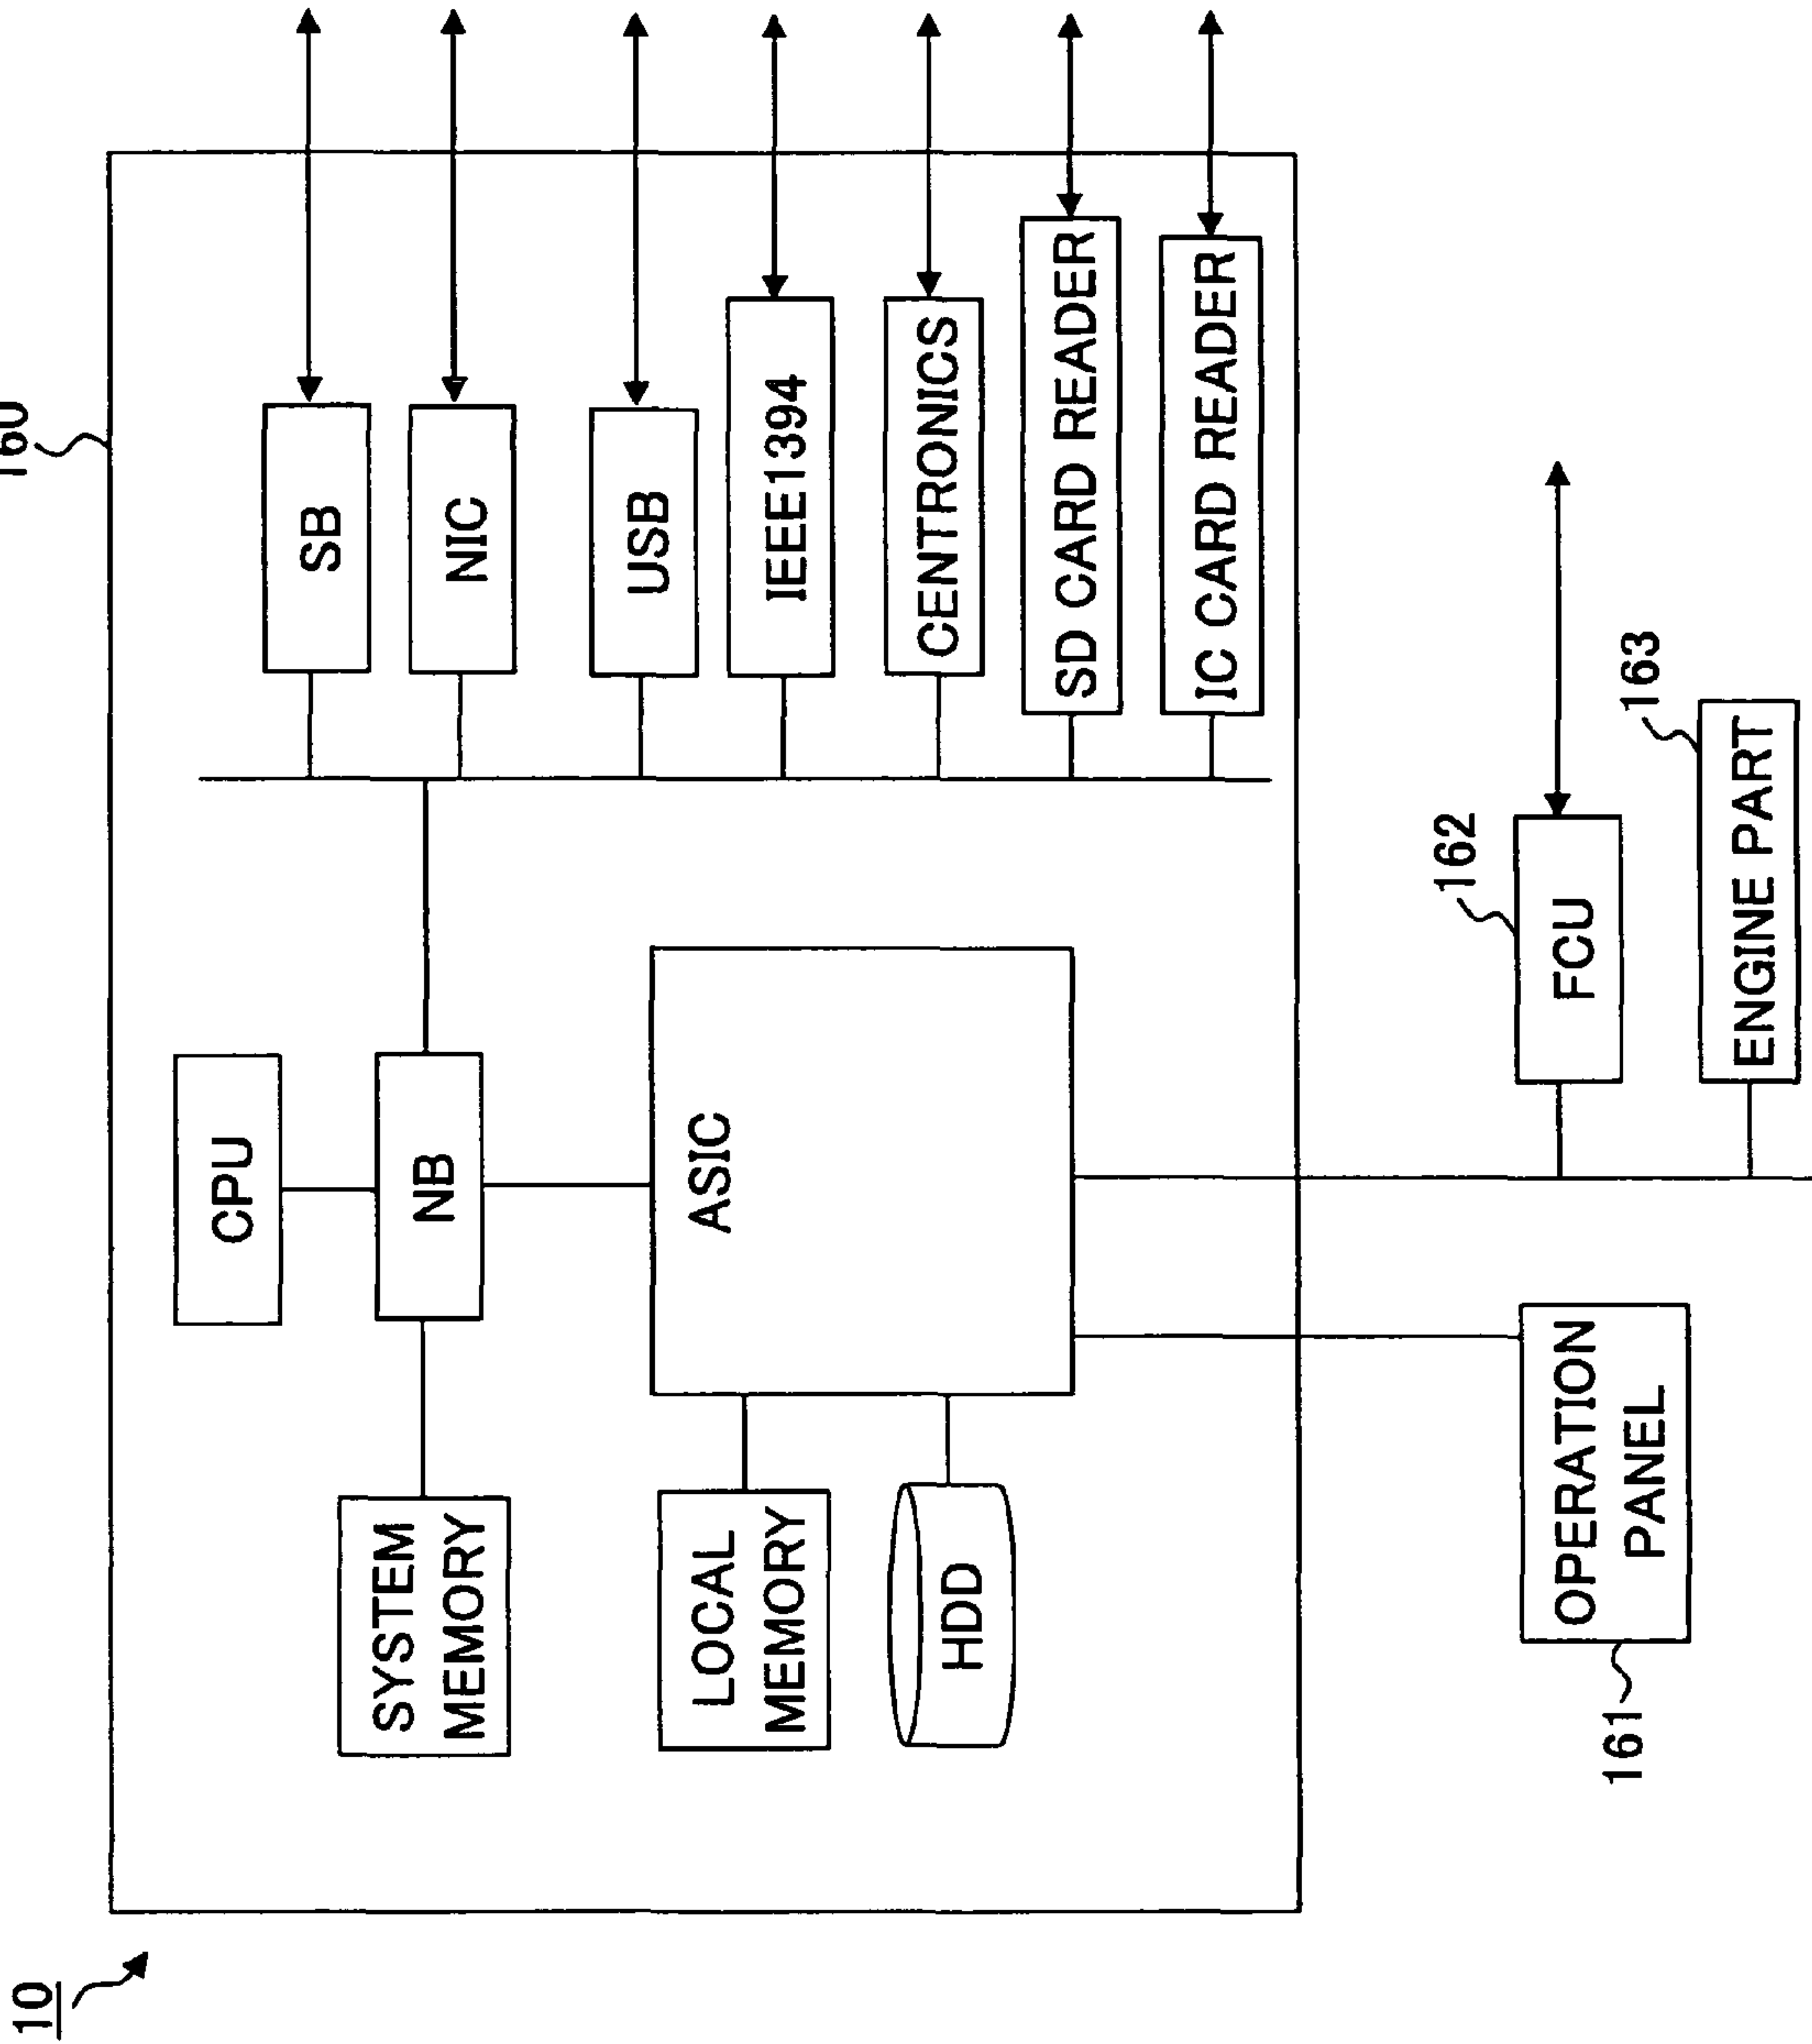 10
160
CPU
SB
SYSTEM
MEMORY
NB
NIC
USB
LOCAL
MEMORY
ASIC
IEEE1394
CENTRONICS
HDD
SD CARD READER
IC CARD READER
162
FCU
161
OPERATION
PANEL
163
ENGINE PART